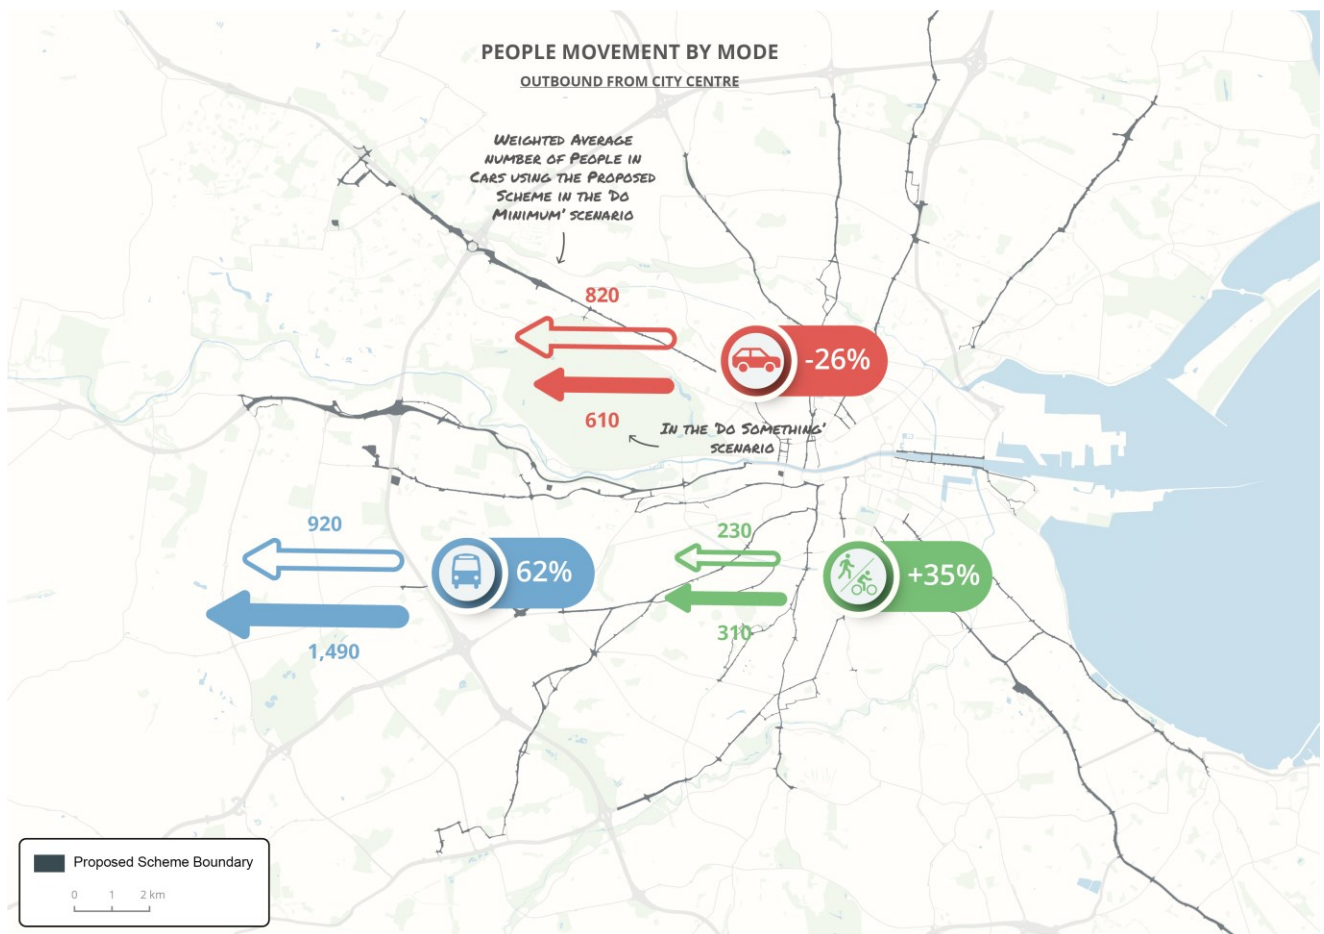 PEOPLE MOVEMENT BY MODE
OUTBOUND FROM CITY CENTRE
WEIGHTED AVERAGE
NUMBER OF PEOPLE IN
CARS USING THE PROPOSED
SCHEME IN THE 'DO
MINIMUM' SCENARIO
820
-26%
610
IN THE 'DO SOMETHING'
SCENARIO
920
62%
1,490
230
+35%
310
Proposed Scheme Boundary
0 1 2 km